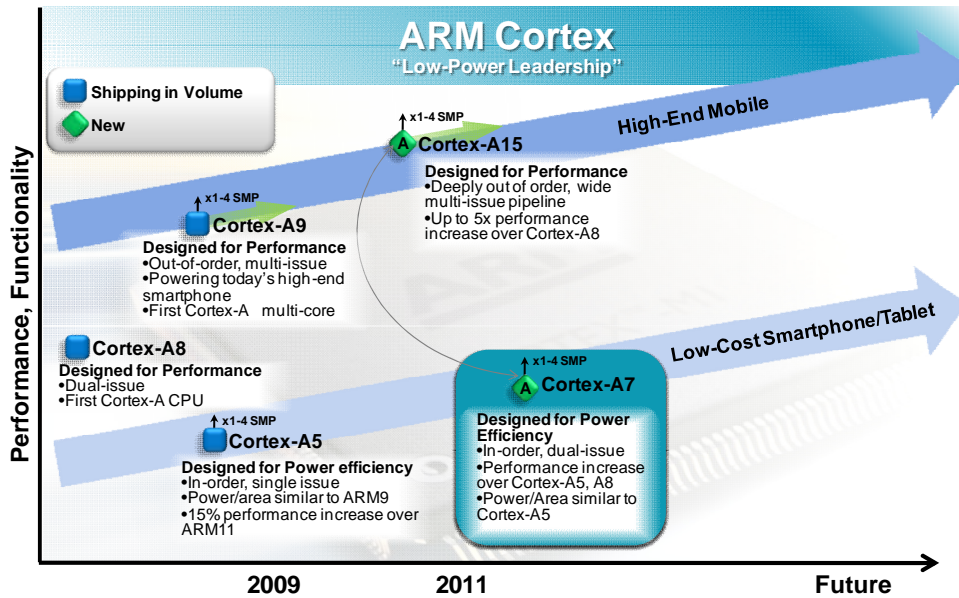 ARM Cortex
“Low-Power Leadership”
Shipping in Volume
New
Performance, Functionality
High-End Mobile
x1-4 SMP
A
Cortex-A15
Designed for Performance
•Deeply out of order, wide
multi-issue pipeline
•Up to 5x performance
increase over Cortex-A8
x1-4 SMP
Cortex-A9
Designed for Performance
•Out-of-order, multi-issue
•Powering today’s high-end
smartphone
•First Cortex-A multi-core
Low-Cost Smartphone/Tablet
Cortex-A8
Designed for Performance
•Dual-issue
•First Cortex-A CPU
x1-4 SMP
A
Cortex-A7
Designed for Power
Efficiency
•In-order, dual-issue
•Performance increase
over Cortex-A5, A8
•Power/Area similar to
Cortex-A5
x1-4 SMP
Cortex-A5
Designed for Power efficiency
•In-order, single issue
•Power/area similar to ARM9
•15% performance increase over
ARM11
2009
2011
Future